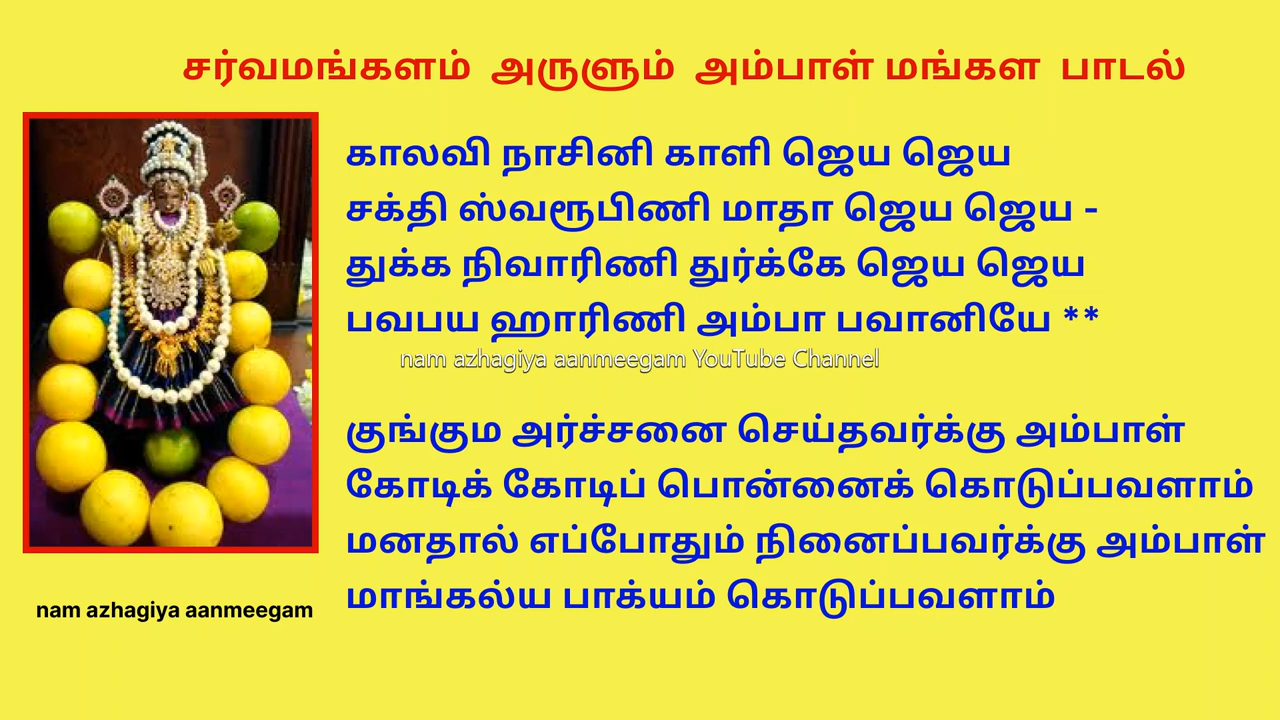 சர்வமங்களம் அருளும் அம்பாள் மங்கள பாடல்
காலவி நாசினி காளி ஜெய ஜெய
சக்தி ஸ்வரூபிணி மாதா ஜெய ஜெய -
துக்க நிவாரிணி துர்க்கே ஜெய ஜெய
பவபய ஹாரிணி அம்பா பவானியே **
nam azhagiya aanmeegam YouTube Channel
குங்கும அர்ச்சனை செய்தவர்க்கு அம்பாள்
கோடிக் கோடிப் பொன்னைக் கொடுப்பவளாம்
மனதால் எப்போதும் நினைப்பவர்க்கு அம்பாள்
மாங்கல்ய பாக்யம் கொடுப்பவளாம்
nam azhagiya aanmeegam